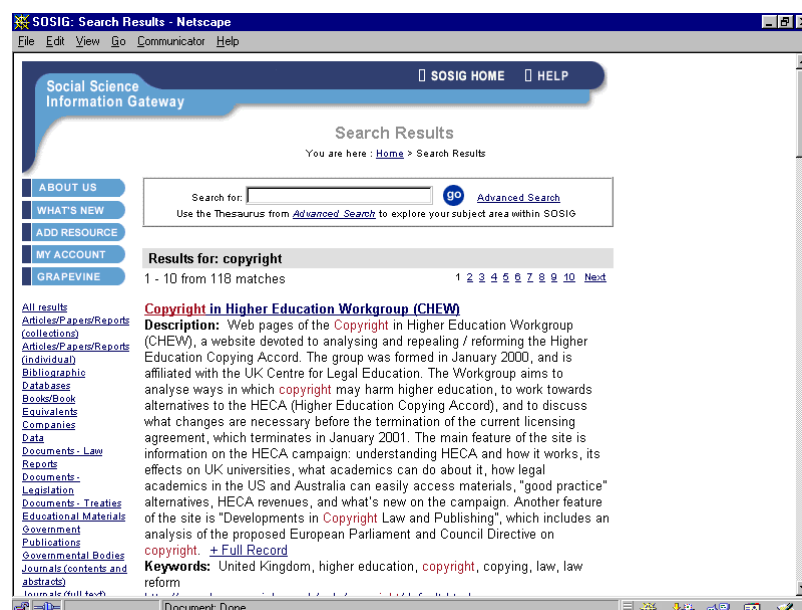 SOSIG: Search Results - Netscape
File Edit View Go Communicator Help
SOSIG HOME HELP
Social Science
Information Gateway
Search Results
You are here : Home > Search Results
ABOUT US
WHAT'S NEW
ADD RESOURCE
MY ACCOUNT
GRAPEVINE
Search for: go Advanced Search
Use the Thesaurus from Advanced Search to explore your subject area within SOSIG
Results for: copyright
1 - 10 from 118 matches 1 2 3 4 5 6 7 8 9 10 Next
All results
Articles/Papers/Reports
(collections)
Articles/Papers/Reports
(individual)
Bibliographic
Databases
Books/Book
Equivalents
Companies
Data
Documents - Law
Reports
Documents -
Legislation
Documents - Treaties
Educational Materials
Government
Publications
Governmental Bodies
Journals (contents and
abstracts)
Journals (full text)
Copyright in Higher Education Workgroup (CHEW)
Description: Web pages of the Copyright in Higher Education Workgroup
(CHEW), a website devoted to analysing and repealing / reforming the Higher
Education Copying Accord. The group was formed in January 2000, and is
affiliated with the UK Centre for Legal Education. The Workgroup aims to
analyse ways in which copyright may harm higher education, to work towards
alternatives to the HECA (Higher Education Copying Accord), and to discuss
what changes are necessary before the termination of the current licensing
agreement, which terminates in January 2001. The main feature of the site is
information on the HECA campaign: understanding HECA and how it works, its
effects on UK universities, what academics can do about it, how legal
academics in the US and Australia can easily access materials, "good practice"
alternatives, HECA revenues, and what's new on the campaign. Another feature
of the site is "Developments in Copyright Law and Publishing", which includes an
analysis of the proposed European Parliament and Council Directive on
copyright. + Full Record
Keywords: United Kingdom, higher education, copyright, copying, law, law
reform
Document: Done